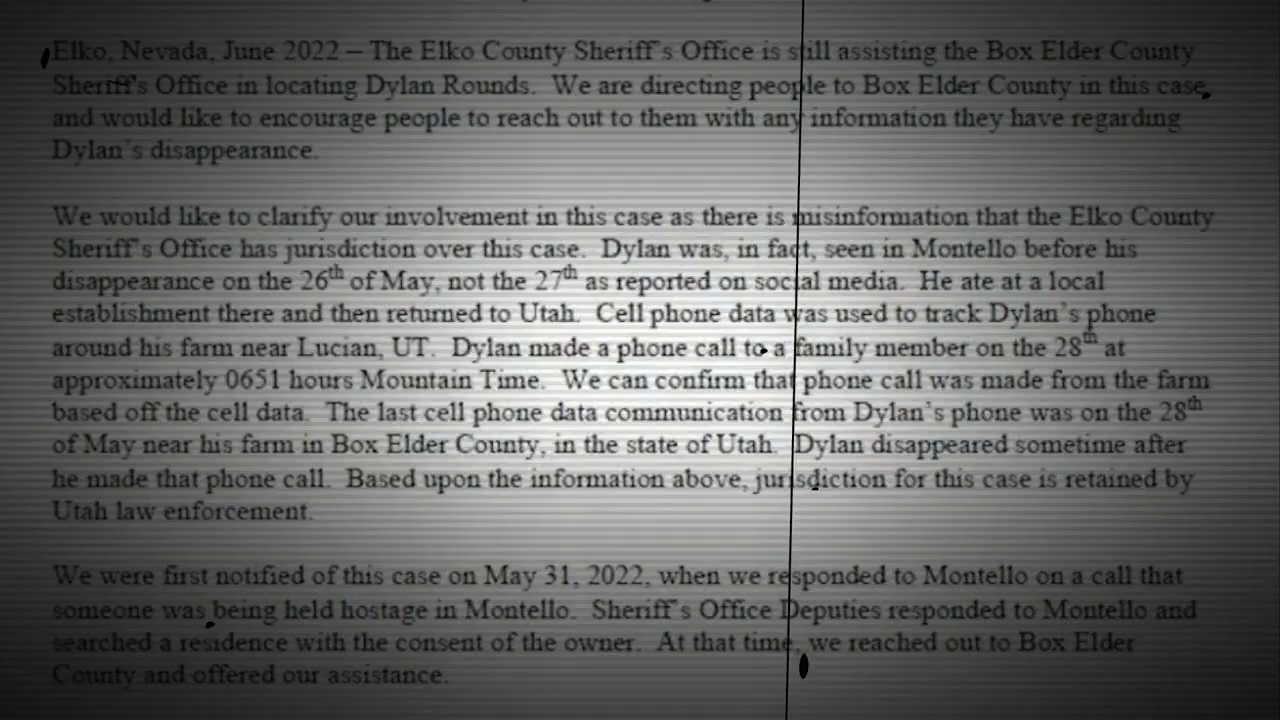 Elko, Nevada, June 2022 – The Elko County Sheriff's Office is still assisting the Box Elder County
Sheriff's Office in locating Dylan Rounds. We are directing people to Box Elder County in this case
and would like to encourage people to reach out to them with any information they have regarding
Dylan's disappearance.
We would like to clarify our involvement in this case as there is misinformation that the Elko County
Sheriff's Office has jurisdiction over this case. Dylan was, in fact, seen in Montello before his
disappearance on the 26th of May, not the 27th as reported on social media. He ate at a local
establishment there and then returned to Utah. Cell phone data was used to track Dylan's phone
around his farm near Lucian, UT. Dylan made a phone call to a family member on the 28th at
approximately 0651 hours Mountain Time. We can confirm that phone call was made from the farm
based off the cell data. The last cell phone data communication from Dylan's phone was on the 28th
of May near his farm in Box Elder County, in the state of Utah. Dylan disappeared sometime after
he made that phone call. Based upon the information above, jurisdiction for this case is retained by
Utah law enforcement.
We were first notified of this case on May 31, 2022, when we responded to Montello on a call that
someone was being held hostage in Montello. Sheriff's Office Deputies responded to Montello and
searched a residence with the consent of the owner. At that time, we reached out to Box Elder
County and offered our assistance.